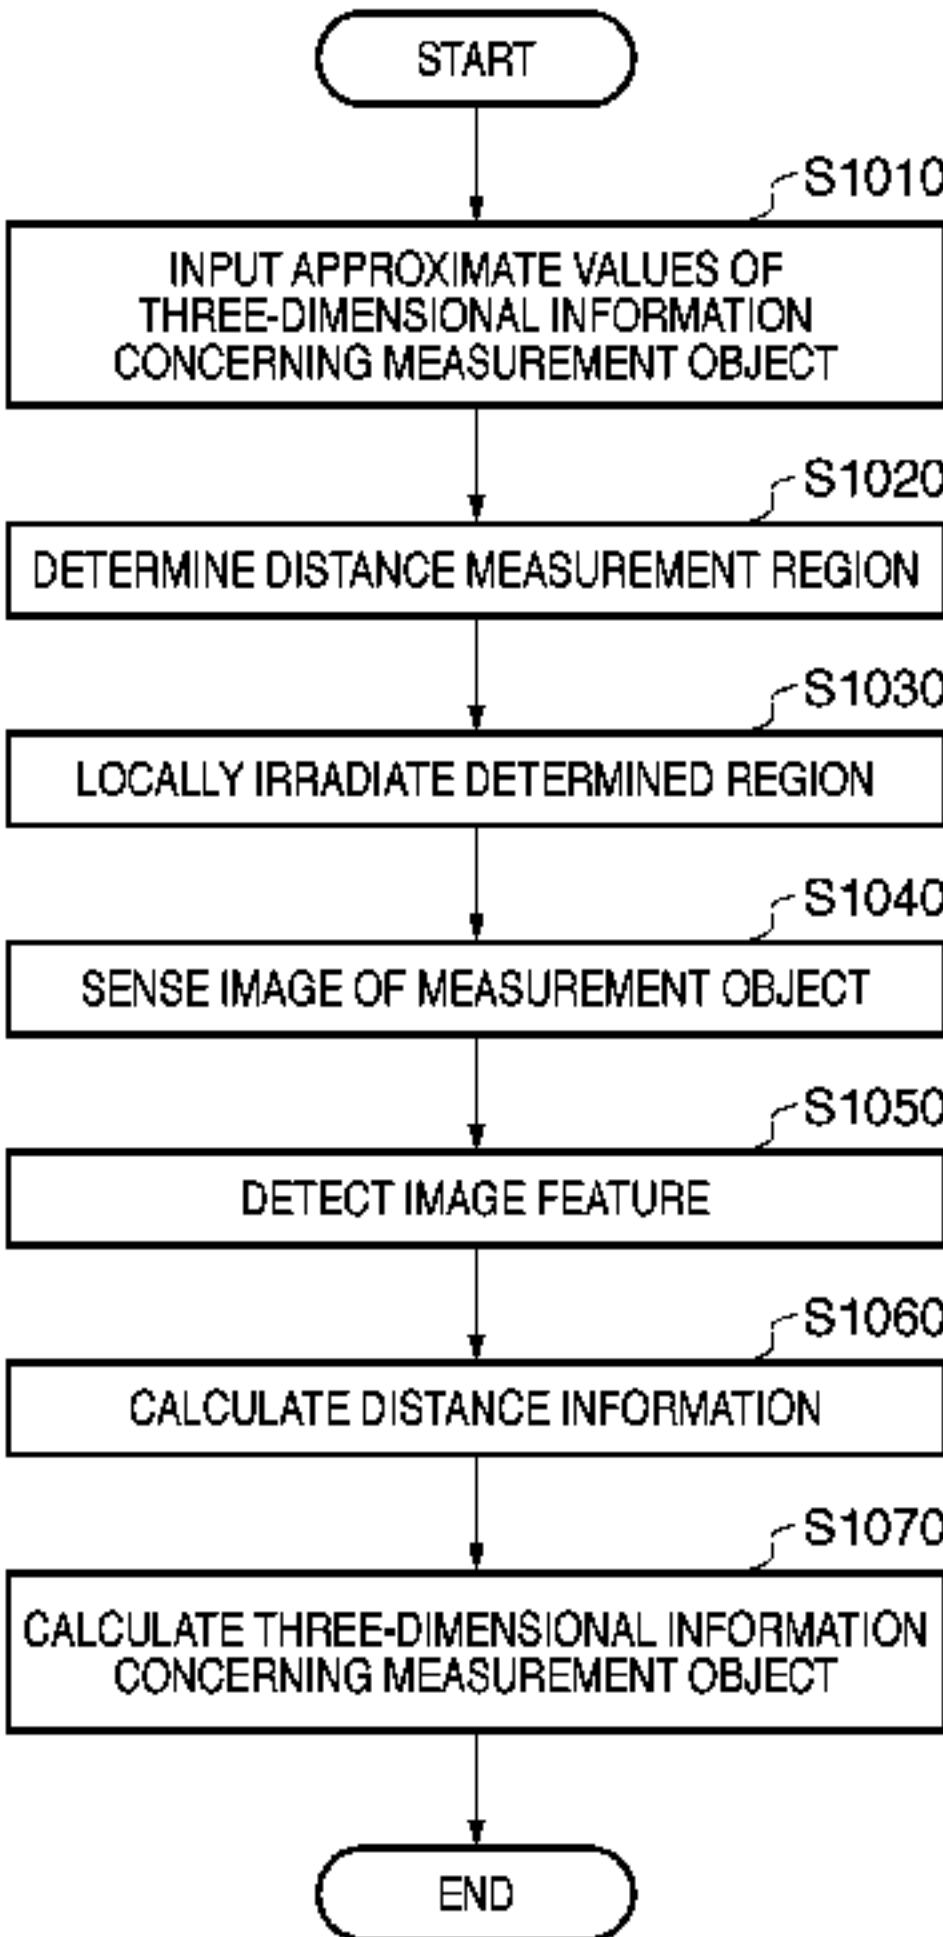 START
S1010
INPUT APPROXIMATE VALUES OF
THREE-DIMENSIONAL INFORMATION
CONCERNING MEASUREMENT OBJECT
S1020
DETERMINE DISTANCE MEASUREMENT REGION
S1030
LOCALLY IRRADIATE DETERMINED REGION
S1040
SENSE IMAGE OF MEASUREMENT OBJECT
S1050
DETECT IMAGE FEATURE
S1060
CALCULATE DISTANCE INFORMATION
S1070
CALCULATE THREE-DIMENSIONAL INFORMATION
CONCERNING MEASUREMENT OBJECT
END